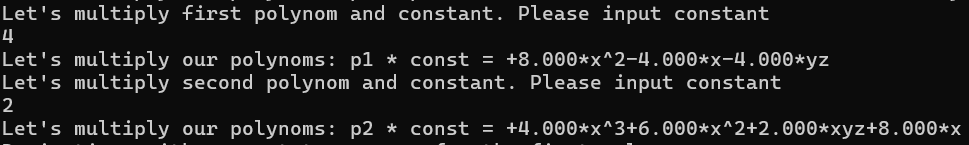 Let's multiply first polynom and constant. Please input constant
4
Let's multiply our polynoms: p1 * const = +8.000*x^2-4.000*x-4.000*yz
Let's multiply second polynom and constant. Please input constant
2
Let's multiply our polynoms: p2 * const = +4.000*x^3+6.000*x^2+2.000*xyz+8.000*x